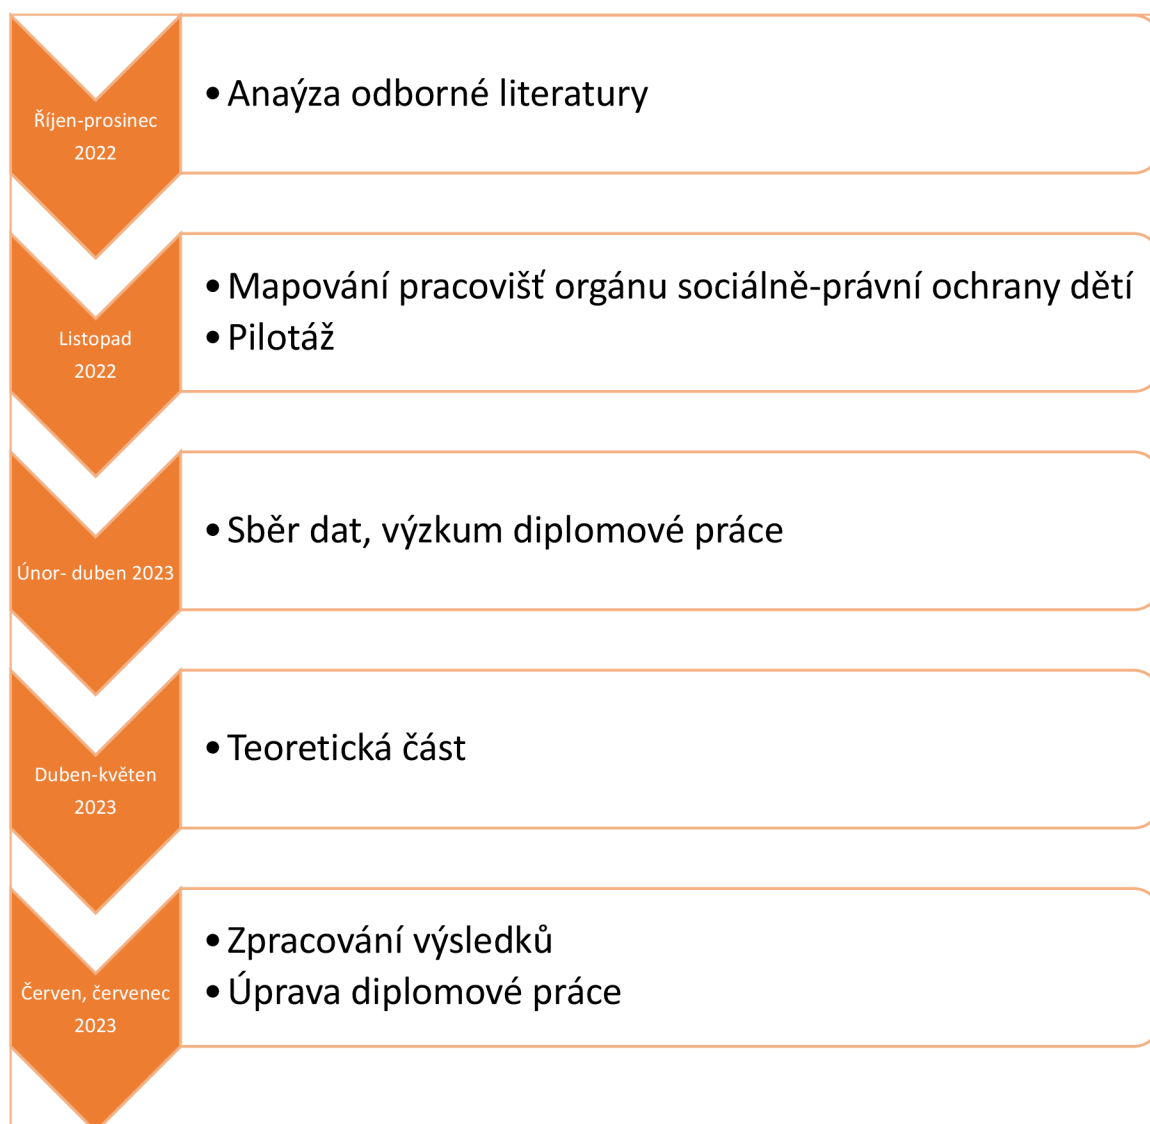 Říjen-prosinec
2022
• Anaýza odborné literatury
Listopad
2022
• Mapování pracovišť orgánu sociálně-právní ochrany dětí
• Pilotáž
Únor- duben 2023
• Sběr dat, výzkum diplomové práce
Duben-květen
2023
• Teoretická část
Červen, červenec
2023
• Zpracování výsledků
• Úprava diplomové práce